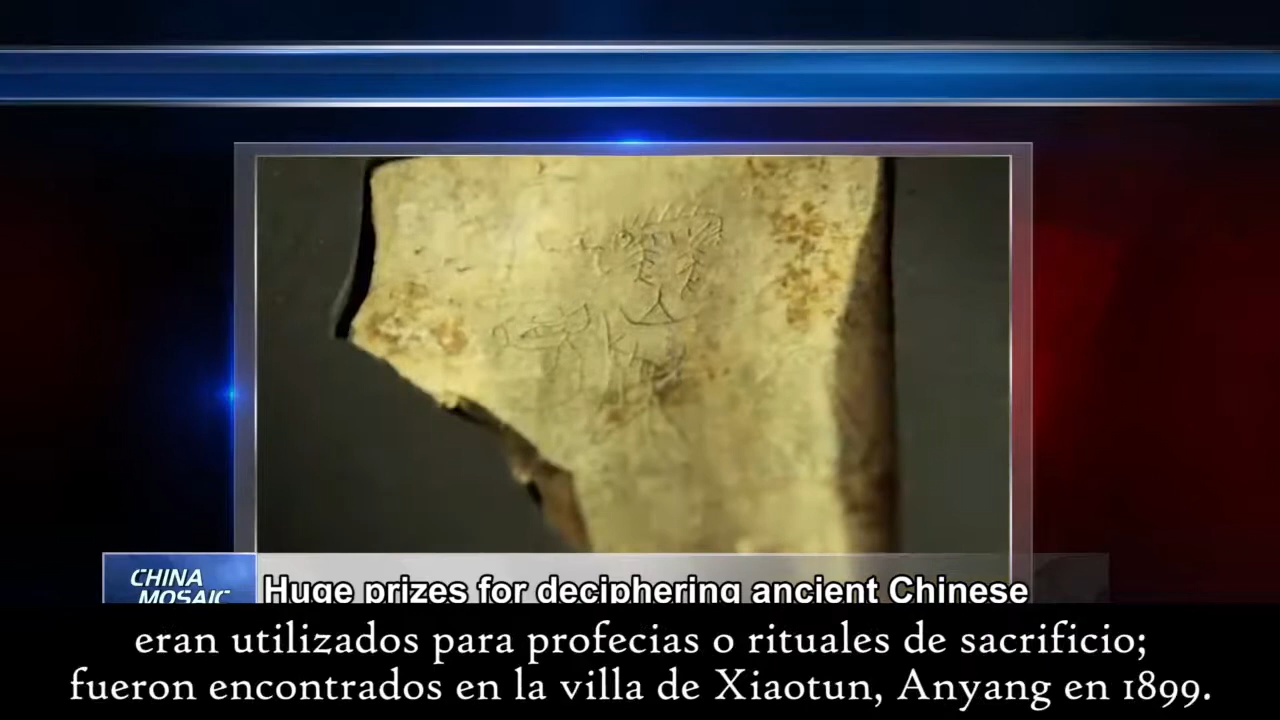 CHINA
MOSAIC
Huge prizes for deciphering ancient Chinese
eran utilizados para profecias o rituales de sacrificio;
fueron encontrados en la villa de Xiaotun, Anyang en 1899.